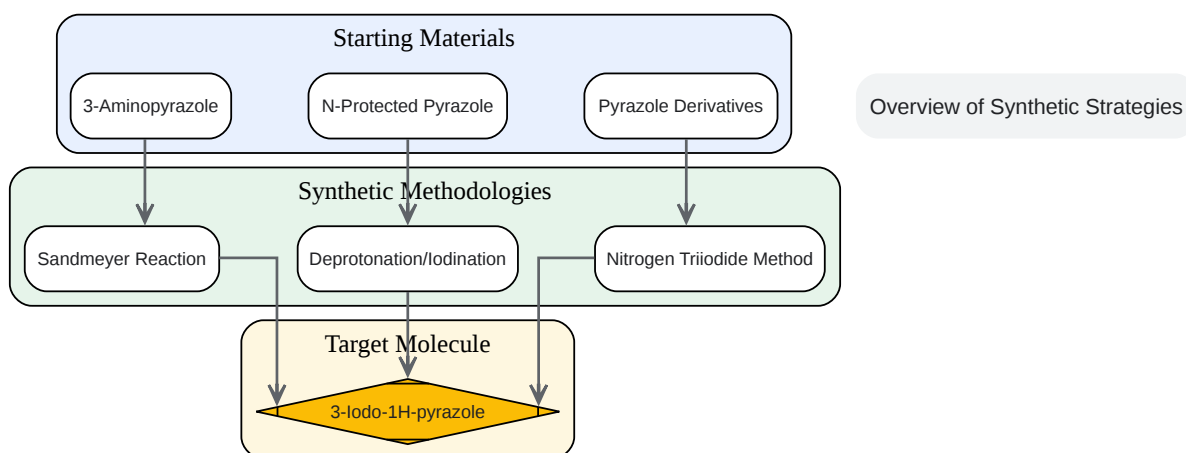 Starting Materials
3-Aminopyrazole
N-Protected Pyrazole
Pyrazole Derivatives
Overview of Synthetic Strategies
Synthetic Methodologies
Sandmeyer Reaction
Deprotonation/Iodination
Nitrogen Triiodide Method
Target Molecule
3-Iodo-1H-pyrazole